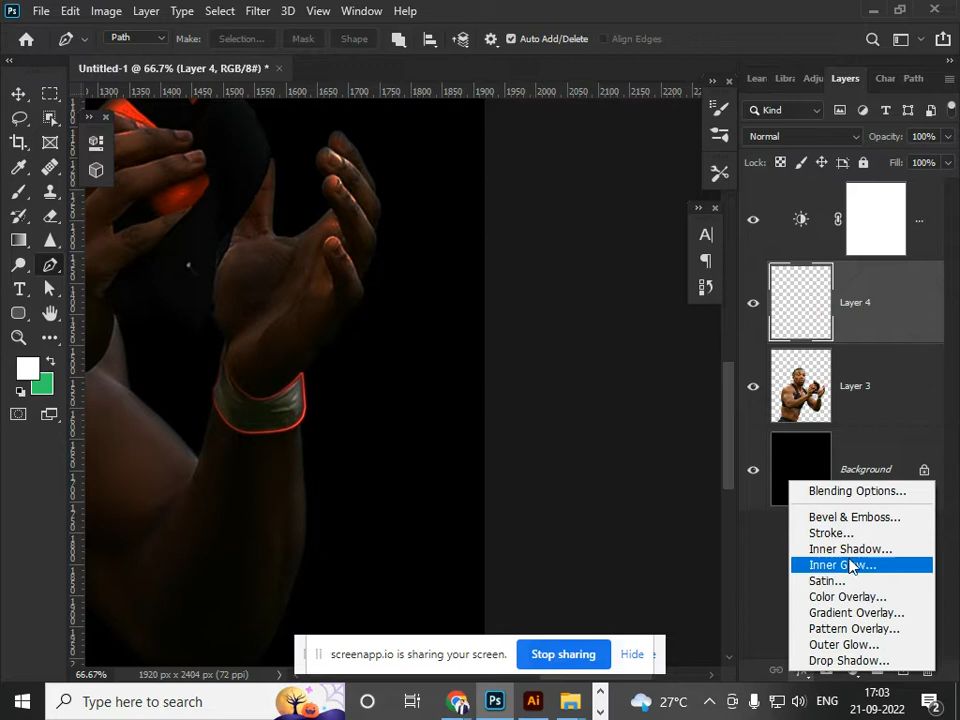 Ps File Edit Image Layer Type Select Filter 3D View Window Help
Path Make: Selection... Mask Shape Auto Add/Delete Align Edges
Untitled-1 @ 66.7% (Layer 4, RGB/8#) * ×
Lear Libra Adju Layers Char Path
1300 1350 1400 1450 1500 1550 1600 1650 1700 1750 1800 1850 1900 1950 2000 2050 2100 2150 2200
Kind
Normal Opacity: 100%
Lock: Fill: 100%
...
Layer 4
Layer 3
Background
Blending Options...
Bevel & Emboss...
Stroke...
Inner Shadow...
Satin...
Color Overlay...
Gradient Overlay...
Pattern Overlay...
Outer Glow...
Drop Shadow...
screenapp.io is sharing your screen. Stop sharing Hide
66.67% 1920 px x 2404 px (72 ppi)
Type here to search Ps Ai 27°C ENG 17:03
21-09-2022 2